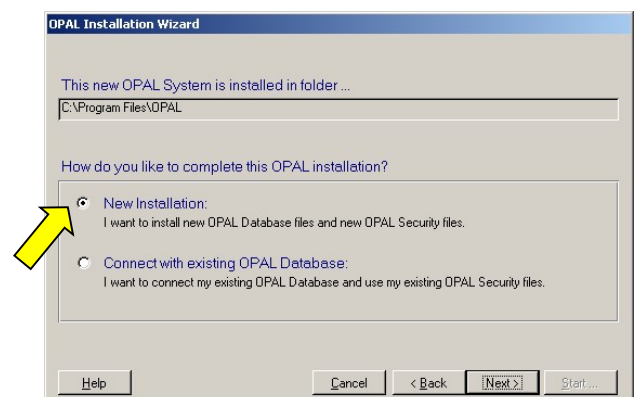 OPAL Installation Wizard
This new OPAL System is installed in folder ...
C:\Program Files\OPAL
How do you like to complete this OPAL installation?
New Installation:
I want to install new OPAL Database files and new OPAL Security files.
Connect with existing OPAL Database:
I want to connect my existing OPAL Database and use my existing OPAL Security files.
Help Cancel < Back Next > Start ...